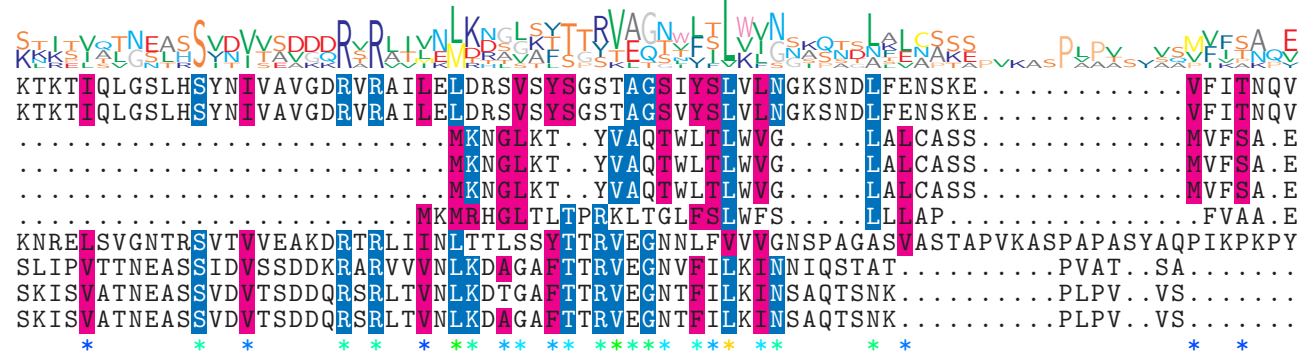 KTKTIQLGSLHSYNIVAVGDRVRAILELDRSVSYSGSTAGSIYSLVLNGKSNDLFENSKE.............VFITNQV
KTKTIQLGSLHSYNIVAVGDRVRAILELDRSVSYSGSTAGSVYSLVLNGKSNDLFENSKE.............VFITNQV
...........................MKNGLKT..YVAQTWLTLWVG.....LALCASS.............MVFSA.E
...........................MKNGLKT..YVAQTWLTLWVG.....LALCASS.............MVFSA.E
...........................MKNGLKT..YVAQTWLTLWVG.....LALCASS.............MVFSA.E
.........................MKMRHGLTLTPRKLTGLFSLWFS.....LLLAP................FVAA.E
KNRELSVGNTRSVTVVEAKDRTRLIINLTTLSSYTTRVEGNNLFVVVGNSPAGASVASTAPVKASPAPASYAQPIKPKPY
SLIPVTTNEASSIDVSSDDKRARVVVNLKDAGAFTTRVEGNVFILKINNIQSTAT..........PVAT..SA.......
SKISVATNEASSVDVTSDDQRSRLTVNLKDTGAFTTRVEGNTFILKINSAQTSNK..........PLPV..VS.......
SKISVATNEASSVDVTSDDQRSRLTVNLKDAGAFTTRVEGNTFILKINSAQTSNK..........PLPV..VS.......
* * * * * * * * * * * * * * * * * * * * * * * * * *